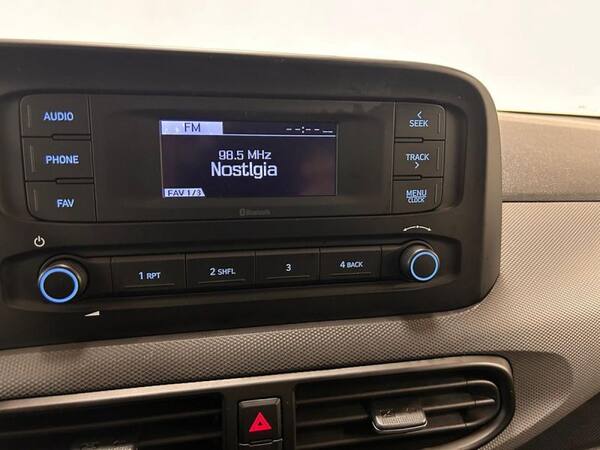 AUDIO
PHONE
FAV
FM
--:-- --
98.5 MHz
Nostlgia
FAV 1/3
Bluetooth
< SEEK
TRACK >
MENU
CLOCK
1 RPT
2 SHFL
3
4 BACK